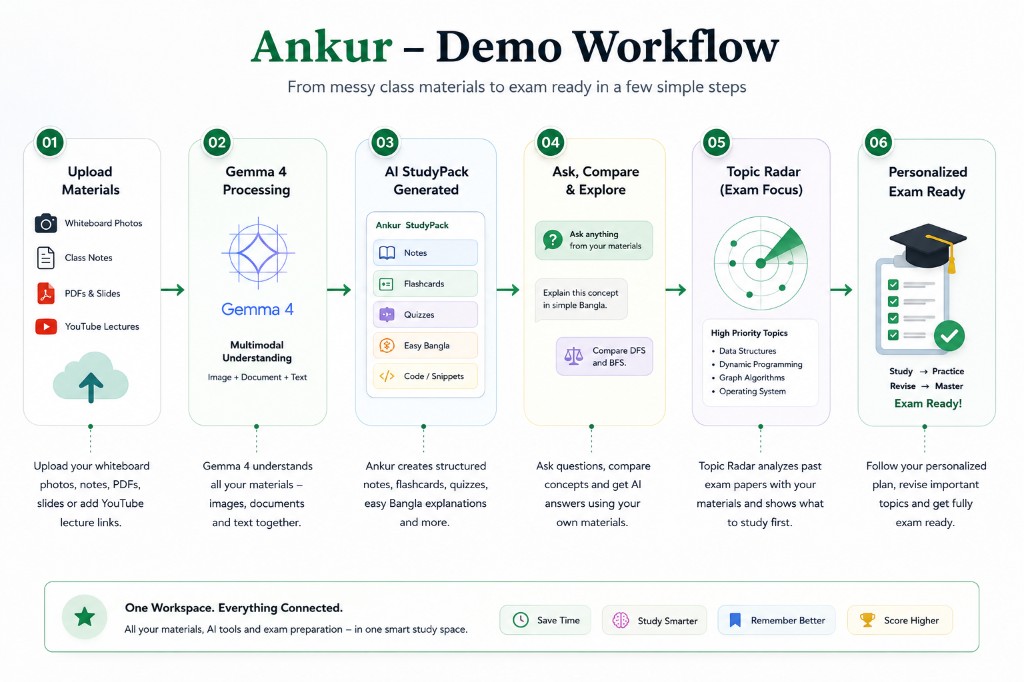 Ankur – Demo Workflow
From messy class materials to exam ready in a few simple steps
01
Upload
Materials
Whiteboard Photos
Class Notes
PDFs & Slides
YouTube Lectures
Upload your whiteboard
photos, notes, PDFs,
slides or add YouTube
lecture links.
02
Gemma 4
Processing
Gemma 4
Multimodal
Understanding
Image + Document + Text
Gemma 4 understands
all your materials –
images, documents
and text together.
03
AI StudyPack
Generated
Ankur StudyPack
Notes
Flashcards
Quizzes
Easy Bangla
Code / Snippets
Ankur creates structured
notes, flashcards, quizzes,
easy Bangla explanations
and more.
04
Ask, Compare
& Explore
Ask anything
from your materials
Explain this concept
in simple Bangla.
Compare DFS
and BFS.
Ask questions, compare
concepts and get AI
answers using your
own materials.
05
Topic Radar
(Exam Focus)
High Priority Topics
• Data Structures
• Dynamic Programming
• Graph Algorithms
• Operating System
Topic Radar analyzes past
exam papers with your
materials and shows what
to study first.
06
Personalized
Exam Ready
Study → Practice
Revise → Master
Exam Ready!
Follow your personalized
plan, revise important
topics and get fully
exam ready.
One Workspace. Everything Connected.
All your materials, AI tools and exam preparation – in one smart study space.
Save Time
Study Smarter
Remember Better
Score Higher